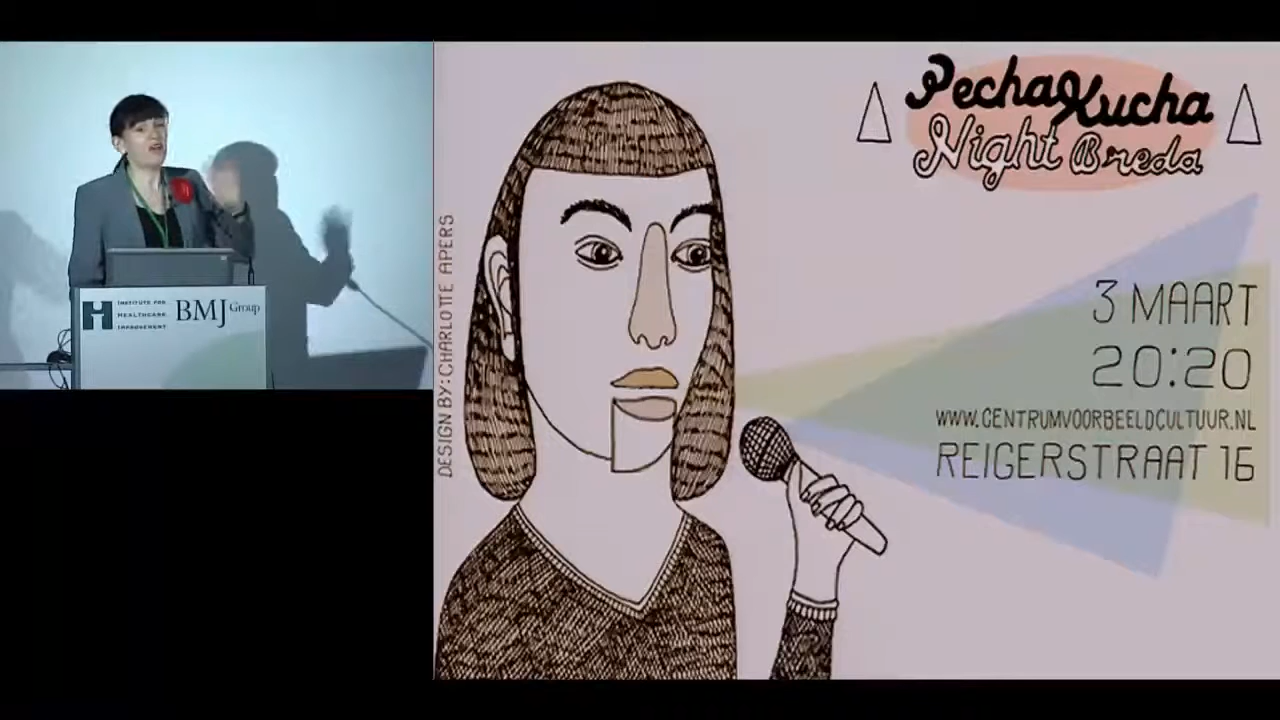 INSTITUTE FOR
HEALTHCARE
IMPROVEMENT
BMJ Group
DESIGN BY: CHARLOTTE APERS
PechaKucha
Night Breda
3 MAART
20:20
WWW.CENTRUMVOORBEELDCULTUUR.NL
REIGERSTRAAT 16